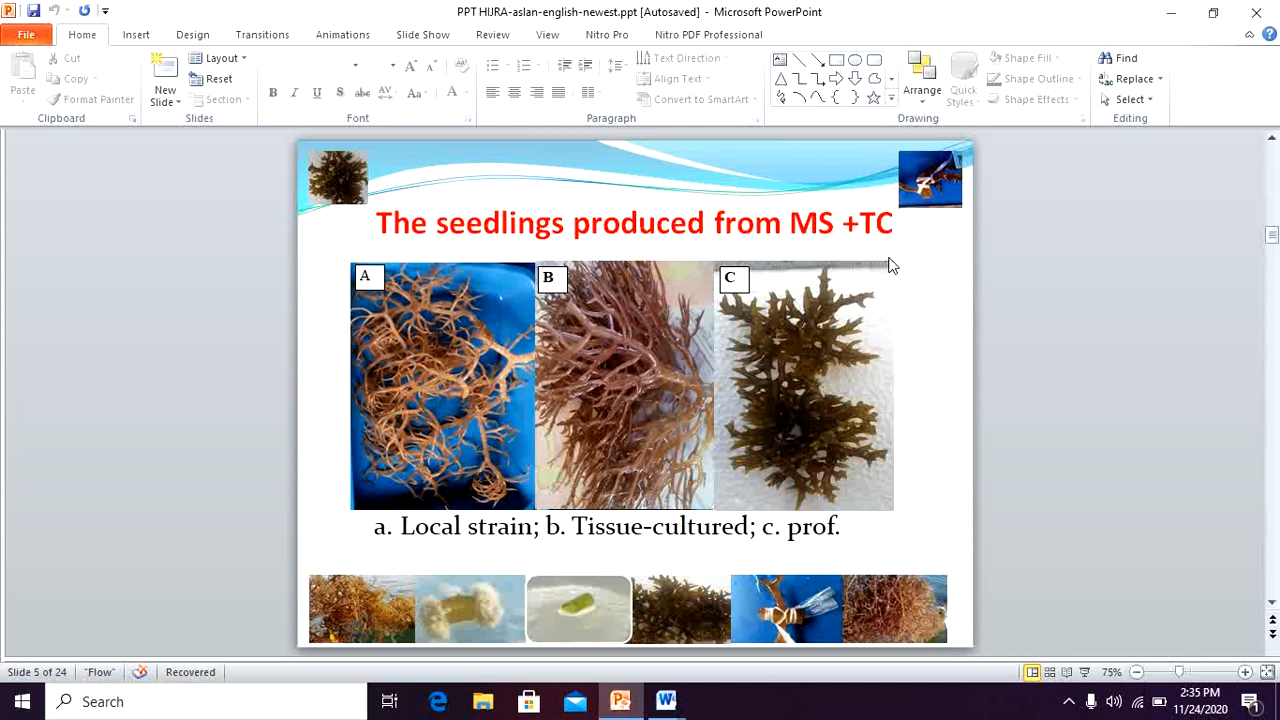 PPT HIJRA-aslan-english-newest.ppt [Autosaved] - Microsoft PowerPoint
File Home Insert Design Transitions Animations Slide Show Review View Nitro Pro Nitro PDF Professional
Cut Layout Text Direction Shape Fill Find
Copy Reset Align Text Shape Outline Replace
Paste Format Painter New Slide Section Convert to SmartArt Arrange Quick Styles Shape Effects Select
Clipboard Slides Font Paragraph Drawing Editing
The seedlings produced from MS +TC
A B C
a. Local strain; b. Tissue-cultured; c. prof.
Slide 5 of 24 "Flow" Recovered 75%
Search 2:35 PM
11/24/2020